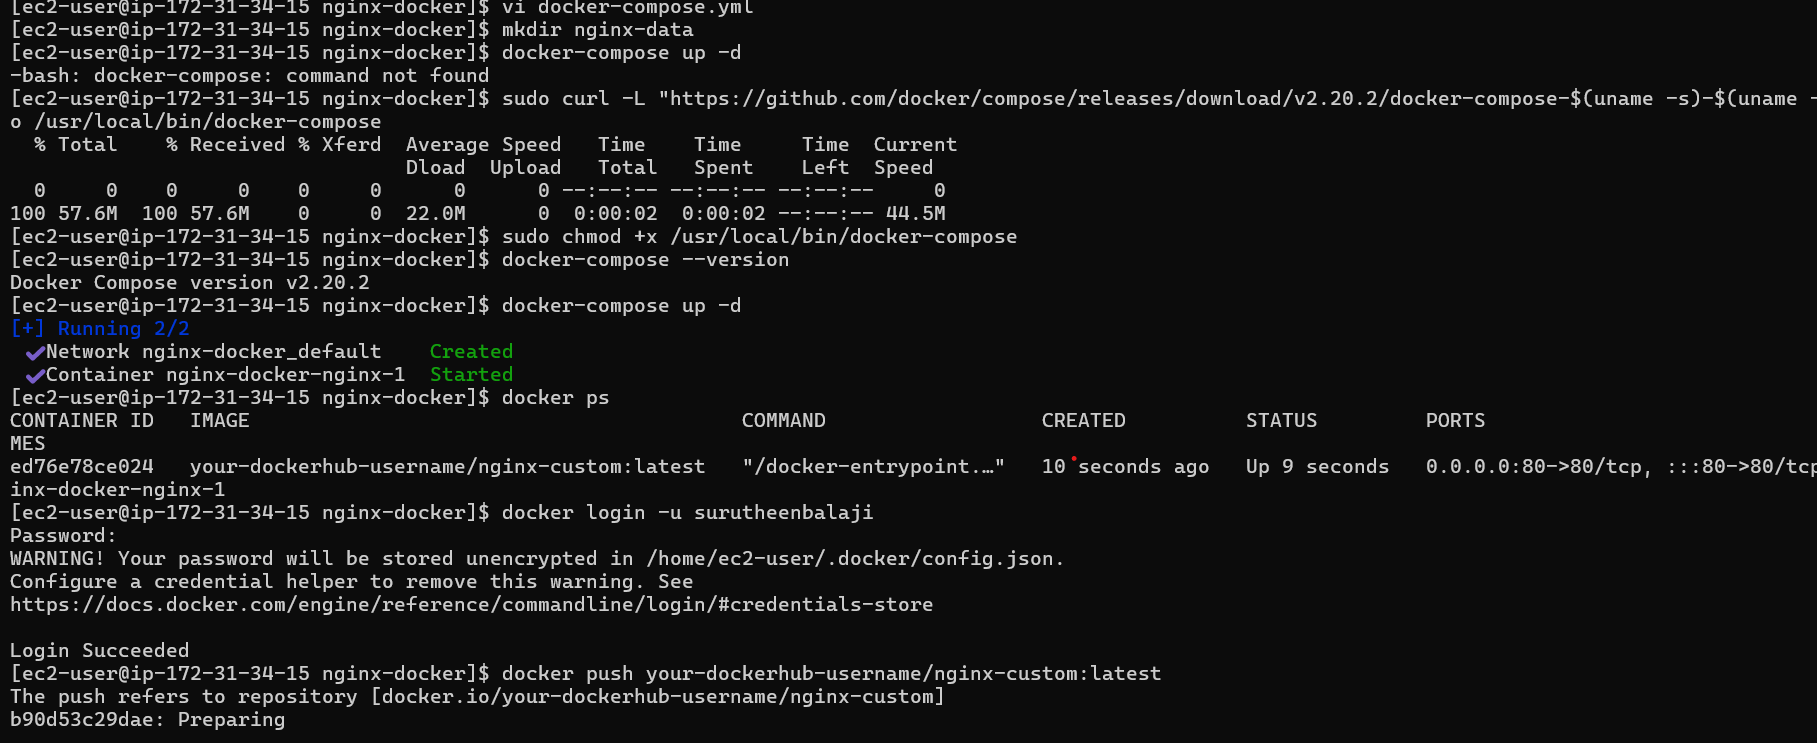 [ec2-user@ip-172-31-34-15 nginx-docker]$ vi docker-compose.yml
[ec2-user@ip-172-31-34-15 nginx-docker]$ mkdir nginx-data
[ec2-user@ip-172-31-34-15 nginx-docker]$ docker-compose up -d
-bash: docker-compose: command not found
[ec2-user@ip-172-31-34-15 nginx-docker]$ sudo curl -L "https://github.com/docker/compose/releases/download/v2.20.2/docker-compose-$(uname -s)-$(uname -
o /usr/local/bin/docker-compose
  % Total    % Received % Xferd  Average Speed   Time    Time     Time  Current
                                 Dload  Upload   Total   Spent    Left  Speed
  0     0    0     0    0     0      0      0 --:--:-- --:--:-- --:--:--     0
100 57.6M  100 57.6M    0     0  22.0M      0  0:00:02  0:00:02 --:--:-- 44.5M
[ec2-user@ip-172-31-34-15 nginx-docker]$ sudo chmod +x /usr/local/bin/docker-compose
[ec2-user@ip-172-31-34-15 nginx-docker]$ docker-compose --version
Docker Compose version v2.20.2
[ec2-user@ip-172-31-34-15 nginx-docker]$ docker-compose up -d
[+] Running 2/2
 ✔Network nginx-docker_default    Created
 ✔Container nginx-docker-nginx-1  Started
[ec2-user@ip-172-31-34-15 nginx-docker]$ docker ps
CONTAINER ID   IMAGE                                         COMMAND                  CREATED          STATUS         PORTS
MES
ed76e78ce024   your-dockerhub-username/nginx-custom:latest   "/docker-entrypoint.…"   10 seconds ago   Up 9 seconds   0.0.0.0:80->80/tcp, :::80->80/tcp
inx-docker-nginx-1
[ec2-user@ip-172-31-34-15 nginx-docker]$ docker login -u surutheenbalaji
Password:
WARNING! Your password will be stored unencrypted in /home/ec2-user/.docker/config.json.
Configure a credential helper to remove this warning. See
https://docs.docker.com/engine/reference/commandline/login/#credentials-store
Login Succeeded
[ec2-user@ip-172-31-34-15 nginx-docker]$ docker push your-dockerhub-username/nginx-custom:latest
The push refers to repository [docker.io/your-dockerhub-username/nginx-custom]
b90d53c29dae: Preparing